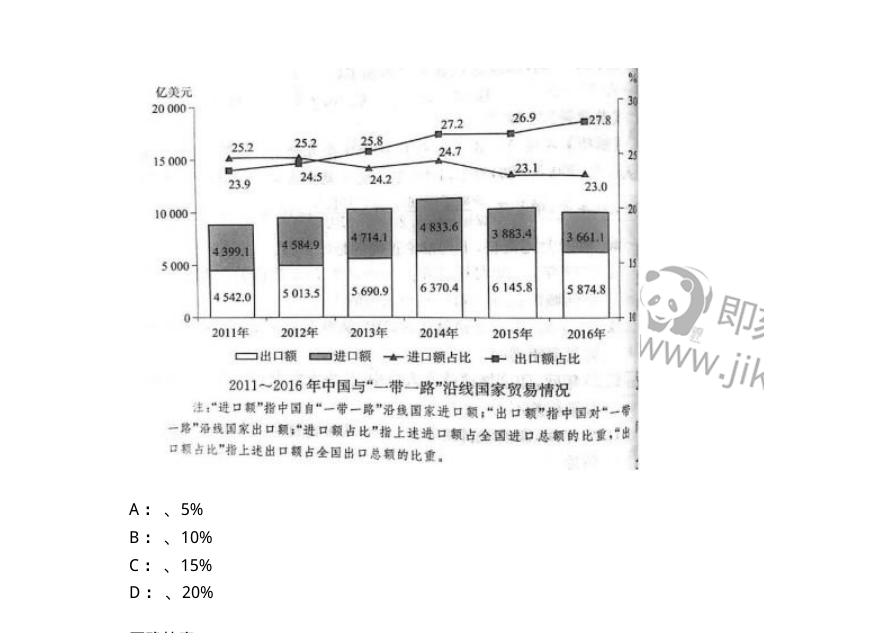 亿美元
%
20 000
30
15 000
25
10 000
20
5 000
15
0
10
25.2 25.2 25.8 27.2 26.9 27.8
23.9 24.5 24.2 24.7 23.1 23.0
4 399.1 4 584.9 4 714.1 4 833.6 3 883.4 3 661.1
4 542.0 5 013.5 5 690.9 6 370.4 6 145.8 5 874.8
2011年 2012年 2013年 2014年 2015年 2016年
出口额 进口额 进口额占比 出口额占比
2011～2016 年中国与“一带一路”沿线国家贸易情况
注:“进口额”指中国自“一带一路”沿线国家进口额;“出口额”指中国对“一带
一路”沿线国家出口额;“进口额占比”指上述进口额占全国进口总额的比重,“出
口额占比”指上述出口额占全国出口总额的比重。
即
www.jik
A： 、5%
B： 、10%
C： 、15%
D： 、20%